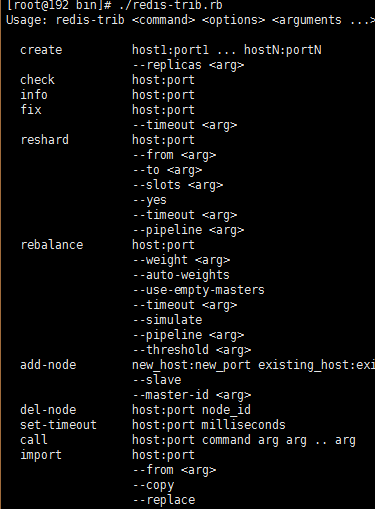 [root@192 bin]# ./redis-trib.rb
Usage: redis-trib <command> <options> <arguments ...>
create host1:port1 ... hostN:portN
--replicas <arg>
check host:port
info host:port
fix host:port
--timeout <arg>
reshard host:port
--from <arg>
--to <arg>
--slots <arg>
--yes
--timeout <arg>
--pipeline <arg>
rebalance host:port
--weight <arg>
--auto-weights
--use-empty-masters
--timeout <arg>
--simulate
--pipeline <arg>
--threshold <arg>
add-node new_host:new_port
--slave
--master-id <arg>
del-node host:port node_id
set-timeout host:port milliseconds
call host:port command arg arg .. arg
import host:port
--from <arg>
--copy
--replace